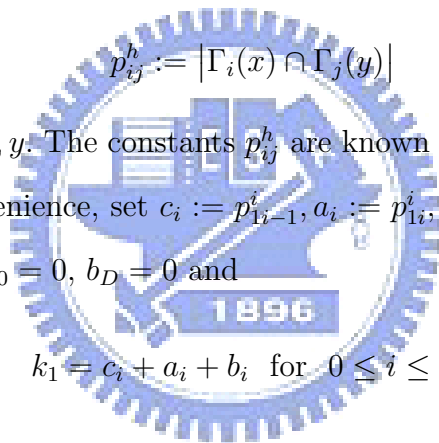 p^h_{ij} := |Γ_i(x) ∩ Γ_j(y)|
, y. The constants p^h_{ij} are known
enience, set c_i := p^i_{1i−1}, a_i := p^i_{1i},
_0 = 0, b_D = 0 and
1896
k_1 = c_i + a_i + b_i for 0 ≤ i ≤